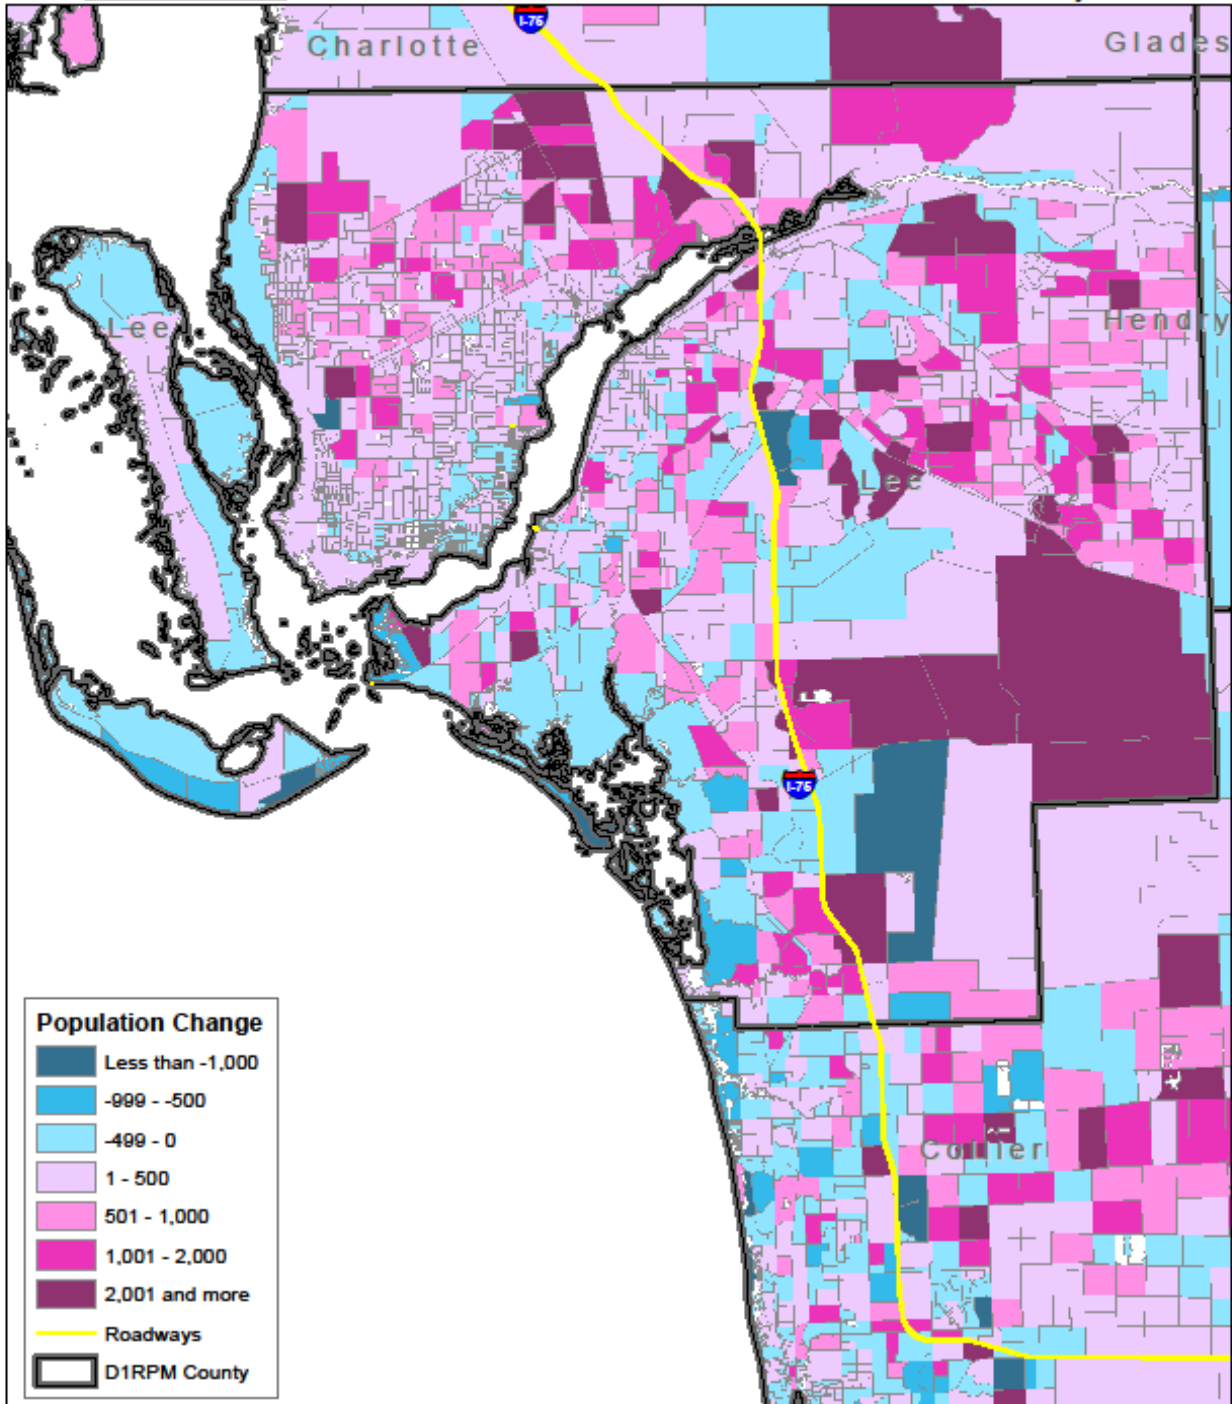 I-75
Charlotte
Glades
Lee
Hendry
Lee
I-75
Collier
Population Change
Less than -1,000
-999 - -500
-499 - 0
1 - 500
501 - 1,000
1,001 - 2,000
2,001 and more
Roadways
D1RPM County